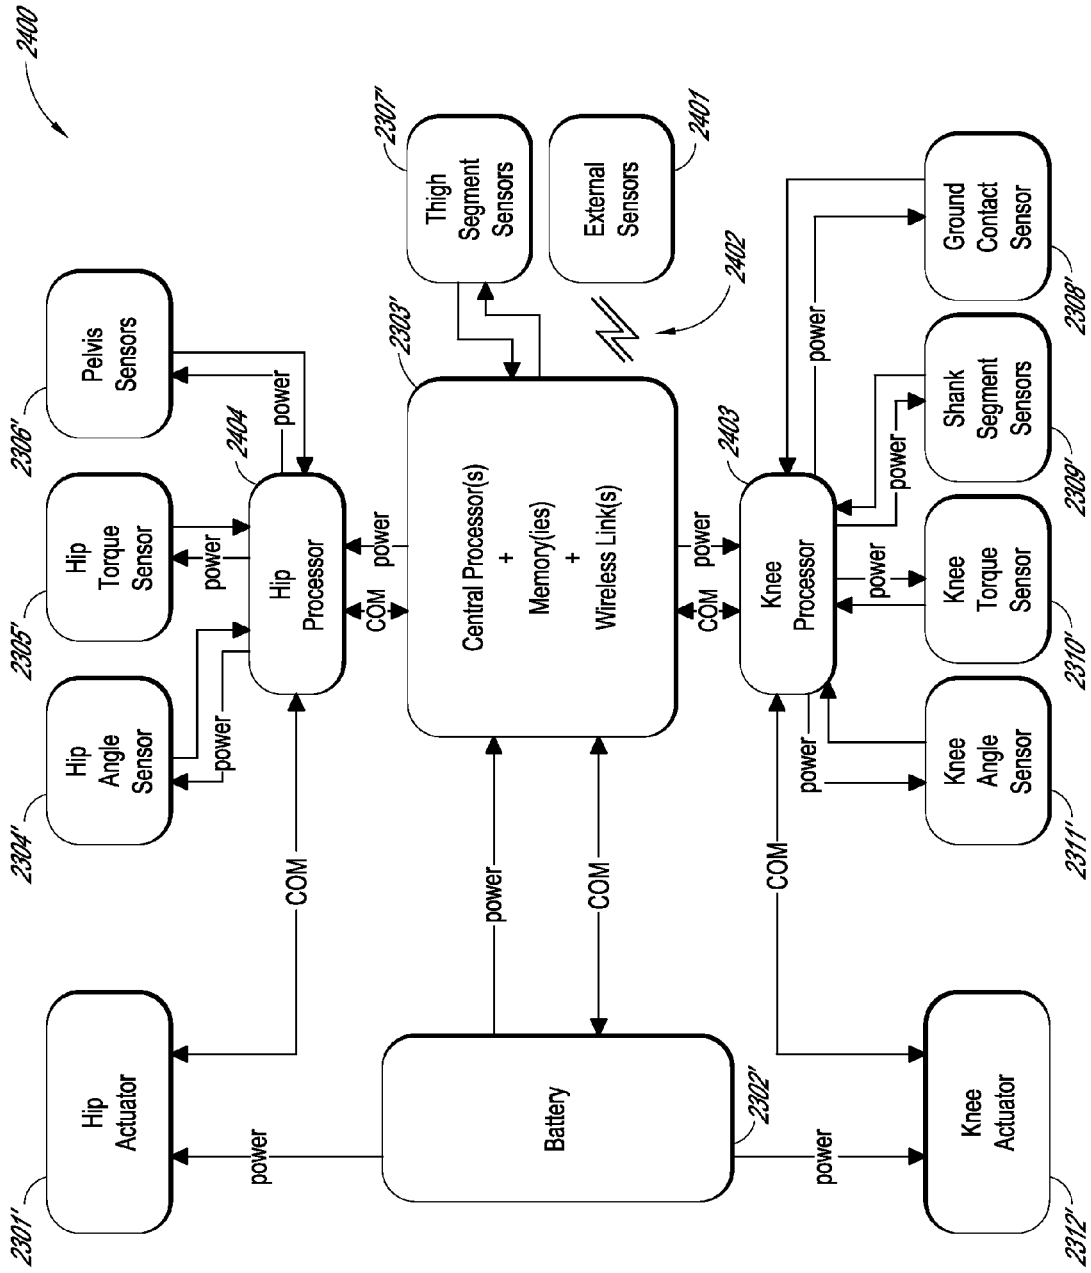 2400
2301'
Hip
Actuator
2304'
Hip
Angle
Sensor
2305'
Hip
Torque
Sensor
2306'
Pelvis
Sensors
power
power
power
power
COM
Hip
Processor
2404
COM
power
Battery
2302'
power
COM
Central Processor(s)
+
Memory(ies)
+
Wireless Link(s)
2303'
Thigh
Segment
Sensors
2307'
External
Sensors
2401
2402
COM
power
power
COM
Knee
Processor
2403
power
power
power
power
Knee
Actuator
2312'
Knee
Angle
Sensor
2311'
Knee
Torque
Sensor
2310'
Shank
Segment
Sensors
2309'
Ground
Contact
Sensor
2308'